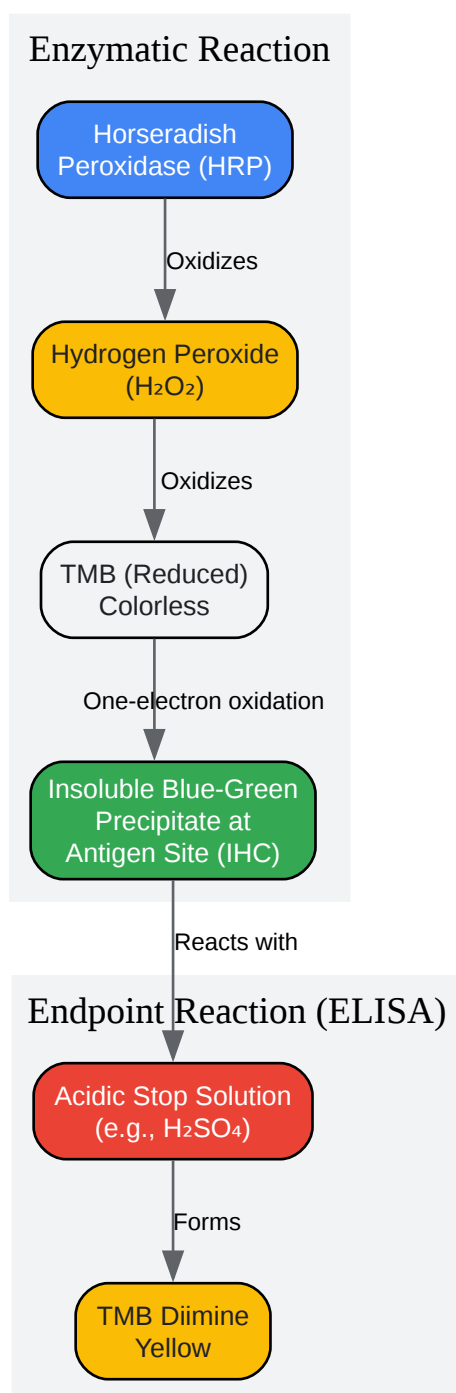 Enzymatic Reaction
Horseradish
Peroxidase (HRP)
Oxidizes
Hydrogen Peroxide
(H₂O₂)
Oxidizes
TMB (Reduced)
Colorless
One-electron oxidation
Insoluble Blue-Green
Precipitate at
Antigen Site (IHC)
Reacts with
Endpoint Reaction (ELISA)
Acidic Stop Solution
(e.g., H₂SO₄)
Forms
TMB Diimine
Yellow